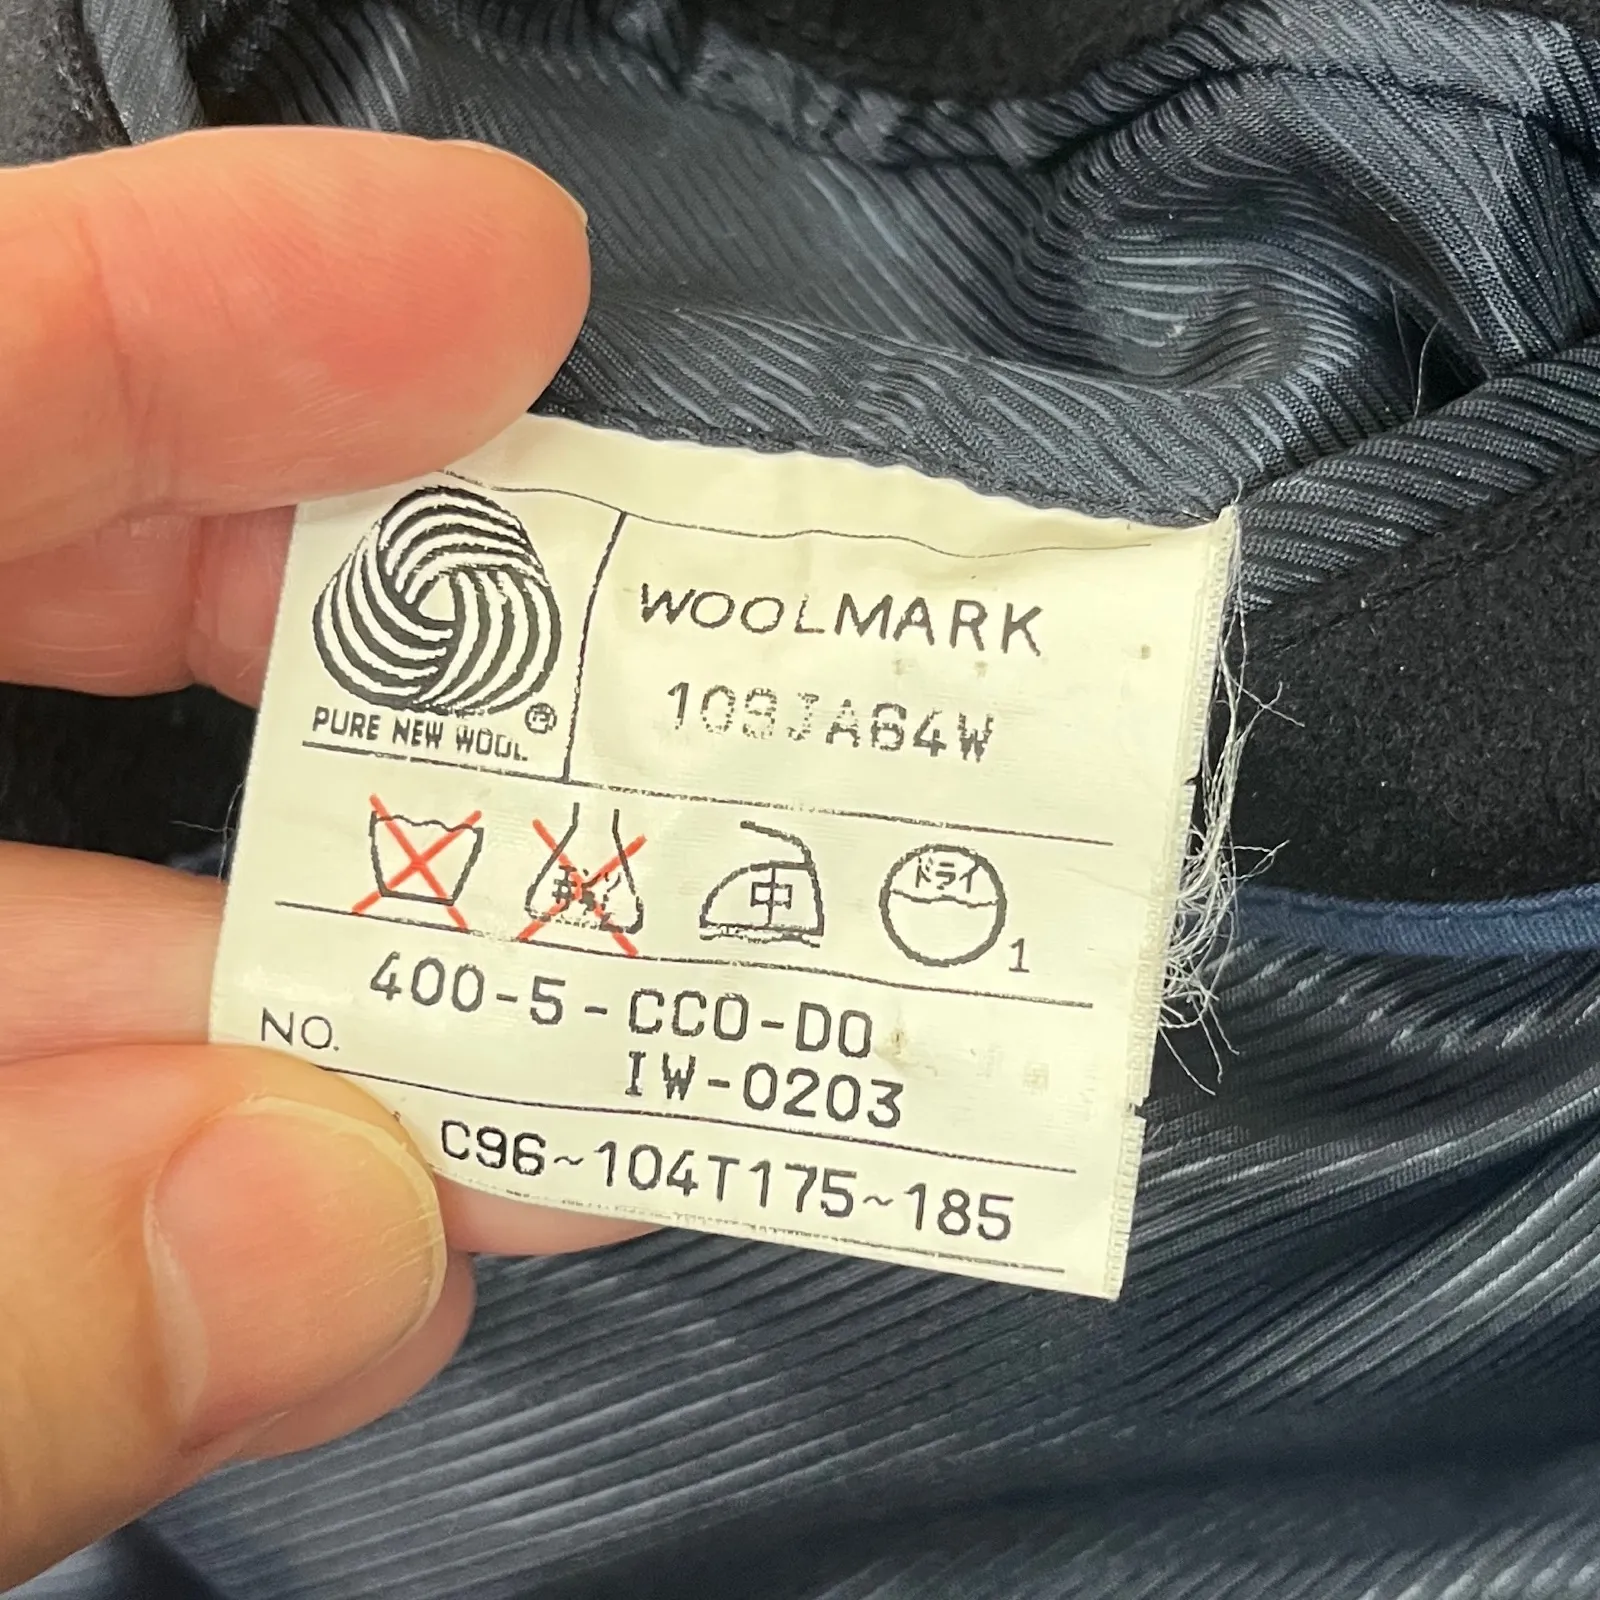 WOOLMARK
PURE NEW WOOL ®
中
ドライ
1
400-5-CCO-DO
NO.
IW-0203
C96~104T175~185